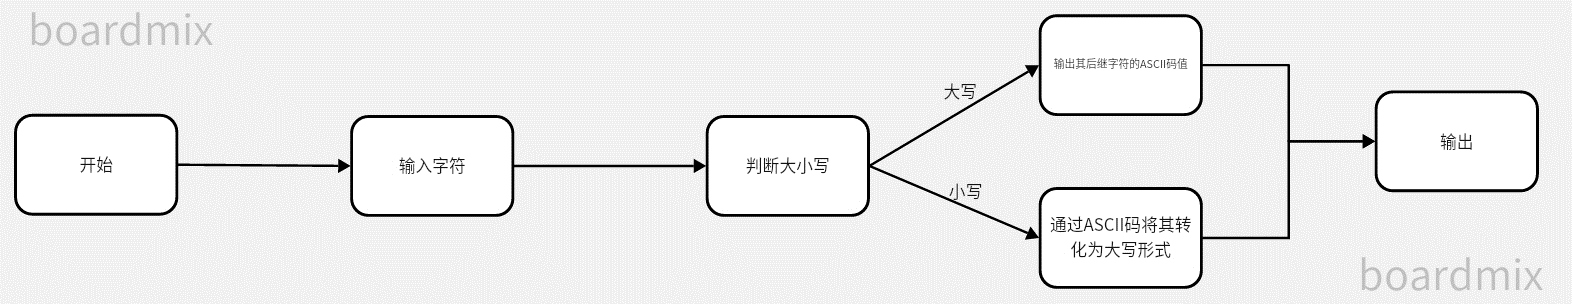 boardmix
开始
输入字符
判断大小写
大写
小写
输出其后继字符的ASCII码值
通过ASCII码将其转
化为大写形式
输出
boardmix